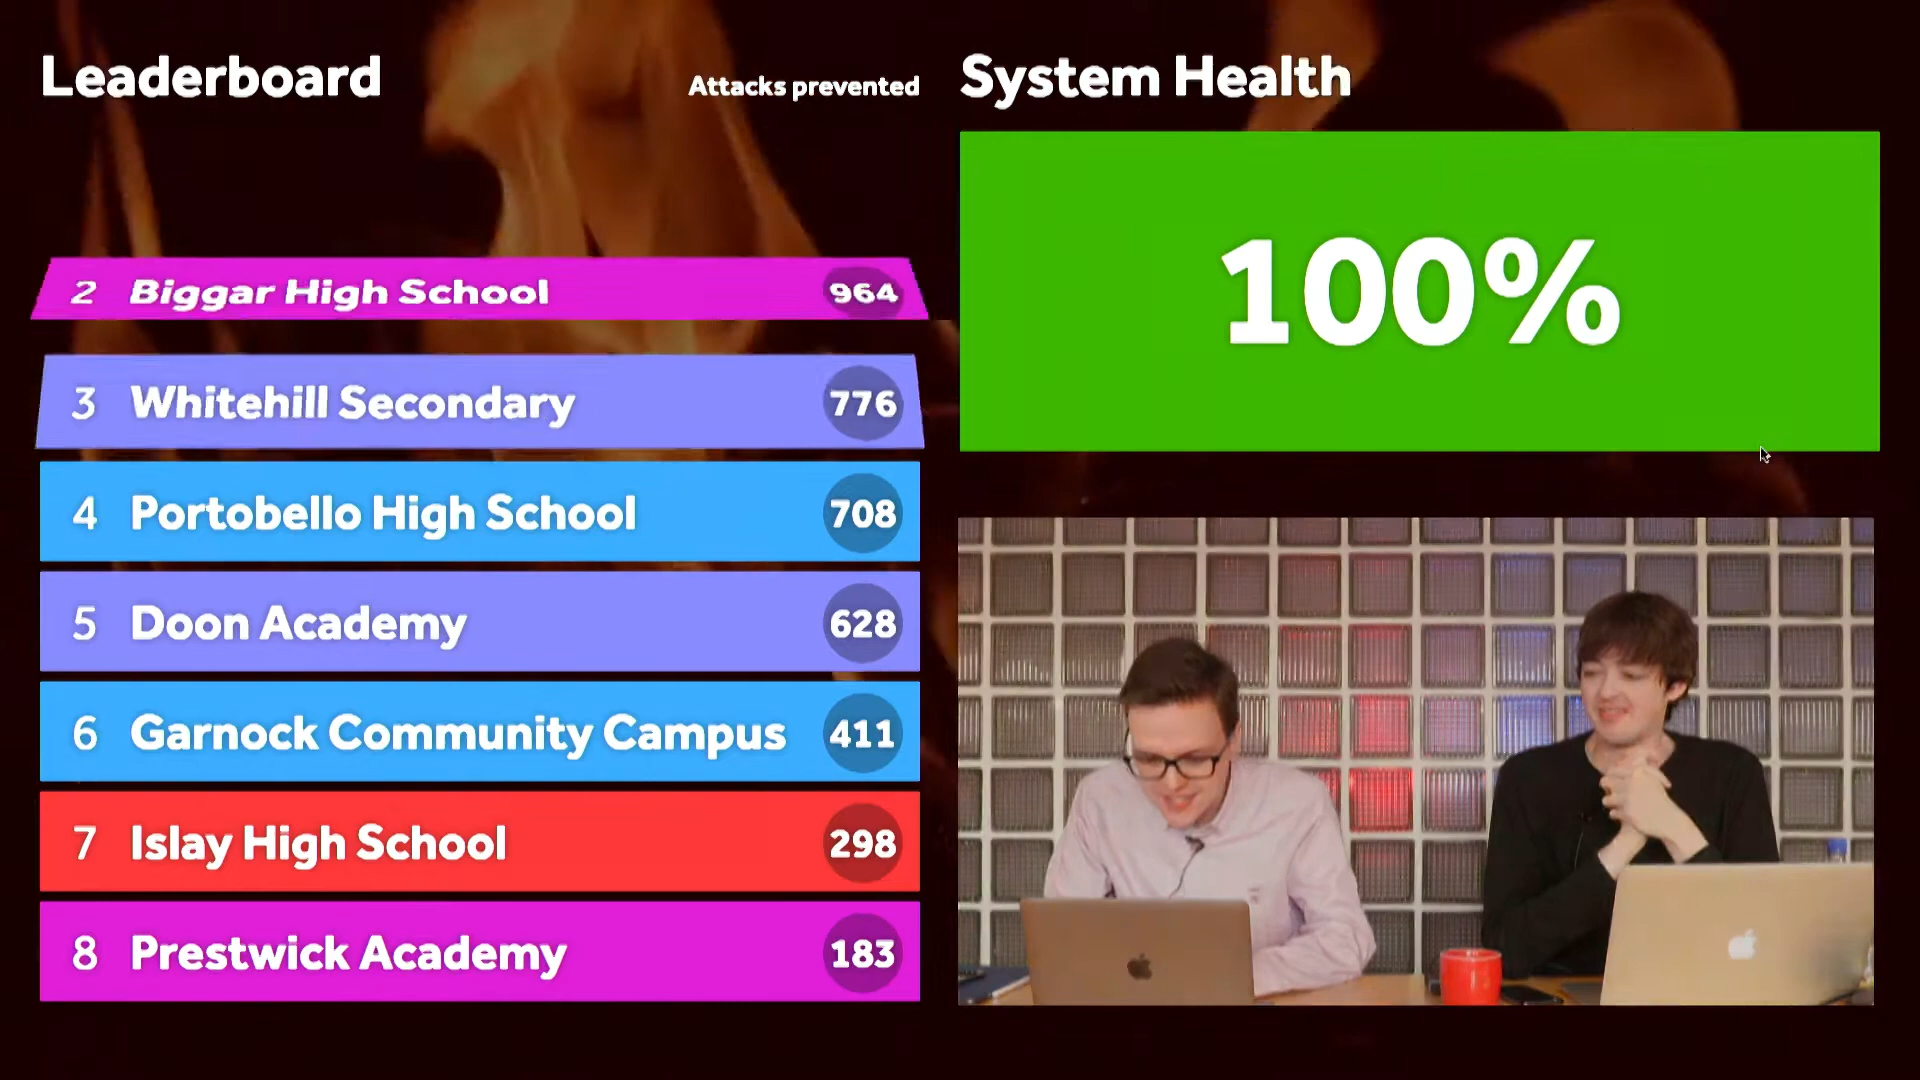 Leaderboard
Attacks prevented
2 Biggar High School 964
3 Whitehill Secondary 776
4 Portobello High School 708
5 Doon Academy 628
6 Garnock Community Campus 411
7 Islay High School 298
8 Prestwick Academy 183
System Health
100%